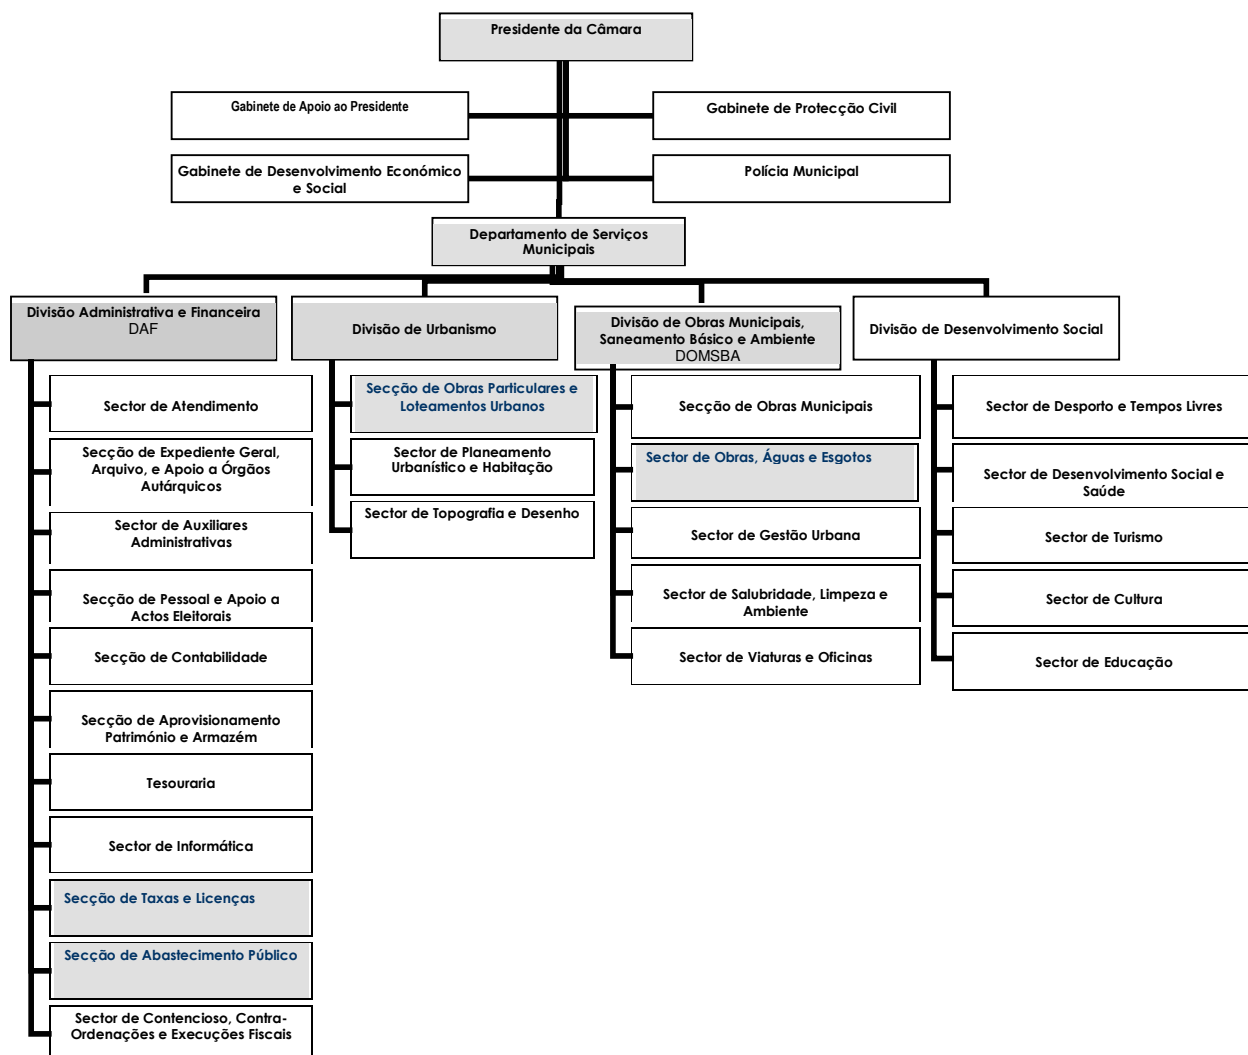 Presidente da Câmara
Gabinete de Apoio ao Presidente
Gabinete de Protecção Civil
Gabinete de Desenvolvimento Económico
e Social
Polícia Municipal
Departamento de Serviços
Municipais
Divisão Administrativa e Financeira
DAF
Divisão de Urbanismo
Divisão de Obras Municipais,
Saneamento Básico e Ambiente
DOMSBA
Divisão de Desenvolvimento Social
Sector de Atendimento
Secção de Expediente Geral,
Arquivo, e Apoio a Órgãos
Autárquicos
Sector de Auxiliares
Administrativas
Secção de Pessoal e Apoio a
Actos Eleitorais
Secção de Contabilidade
Secção de Aprovisionamento
Património e Armazém
Tesouraria
Sector de Informática
Secção de Taxas e Licenças
Secção de Abastecimento Público
Sector de Contencioso, Contra-
Ordenações e Execuções Fiscais
Secção de Obras Particulares e
Loteamentos Urbanos
Sector de Planeamento
Urbanístico e Habitação
Sector de Topografia e Desenho
Secção de Obras Municipais
Sector de Obras, Águas e Esgotos
Sector de Gestão Urbana
Sector de Salubridade, Limpeza e
Ambiente
Sector de Viaturas e Oficinas
Sector de Desporto e Tempos Livres
Sector de Desenvolvimento Social e
Saúde
Sector de Turismo
Sector de Cultura
Sector de Educação